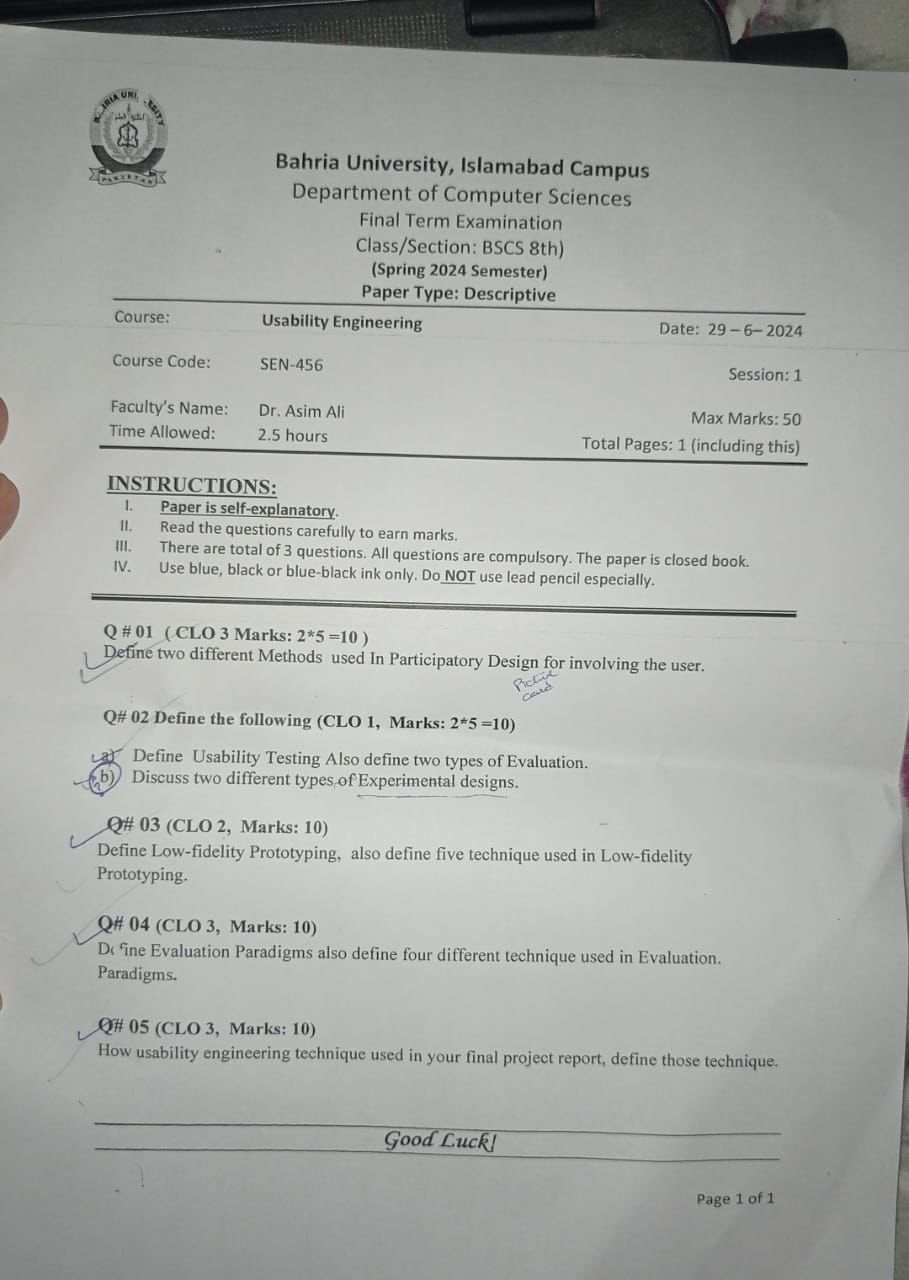 PAKISTAN
Bahria University, Islamabad Campus
Department of Computer Sciences
Final Term Examination
Class/Section: BSCS 8th)
(Spring 2024 Semester)
Paper Type: Descriptive
Course: Usability Engineering Date: 29 – 6– 2024
Course Code: SEN-456 Session: 1
Faculty's Name: Dr. Asim Ali Max Marks: 50
Time Allowed: 2.5 hours Total Pages: 1 (including this)
INSTRUCTIONS:
I. Paper is self-explanatory.
II. Read the questions carefully to earn marks.
III. There are total of 3 questions. All questions are compulsory. The paper is closed book.
IV. Use blue, black or blue-black ink only. Do NOT use lead pencil especially.
Q # 01 ( CLO 3 Marks: 2*5 =10 )
Define two different Methods used In Participatory Design for involving the user.
Pictive
card
Q# 02 Define the following (CLO 1, Marks: 2*5 =10)
a) Define Usability Testing Also define two types of Evaluation.
b) Discuss two different types of Experimental designs.
Q# 03 (CLO 2, Marks: 10)
Define Low-fidelity Prototyping, also define five technique used in Low-fidelity
Prototyping.
Q# 04 (CLO 3, Marks: 10)
Define Evaluation Paradigms also define four different technique used in Evaluation.
Paradigms.
Q# 05 (CLO 3, Marks: 10)
How usability engineering technique used in your final project report, define those technique.
Good Luck!
Page 1 of 1